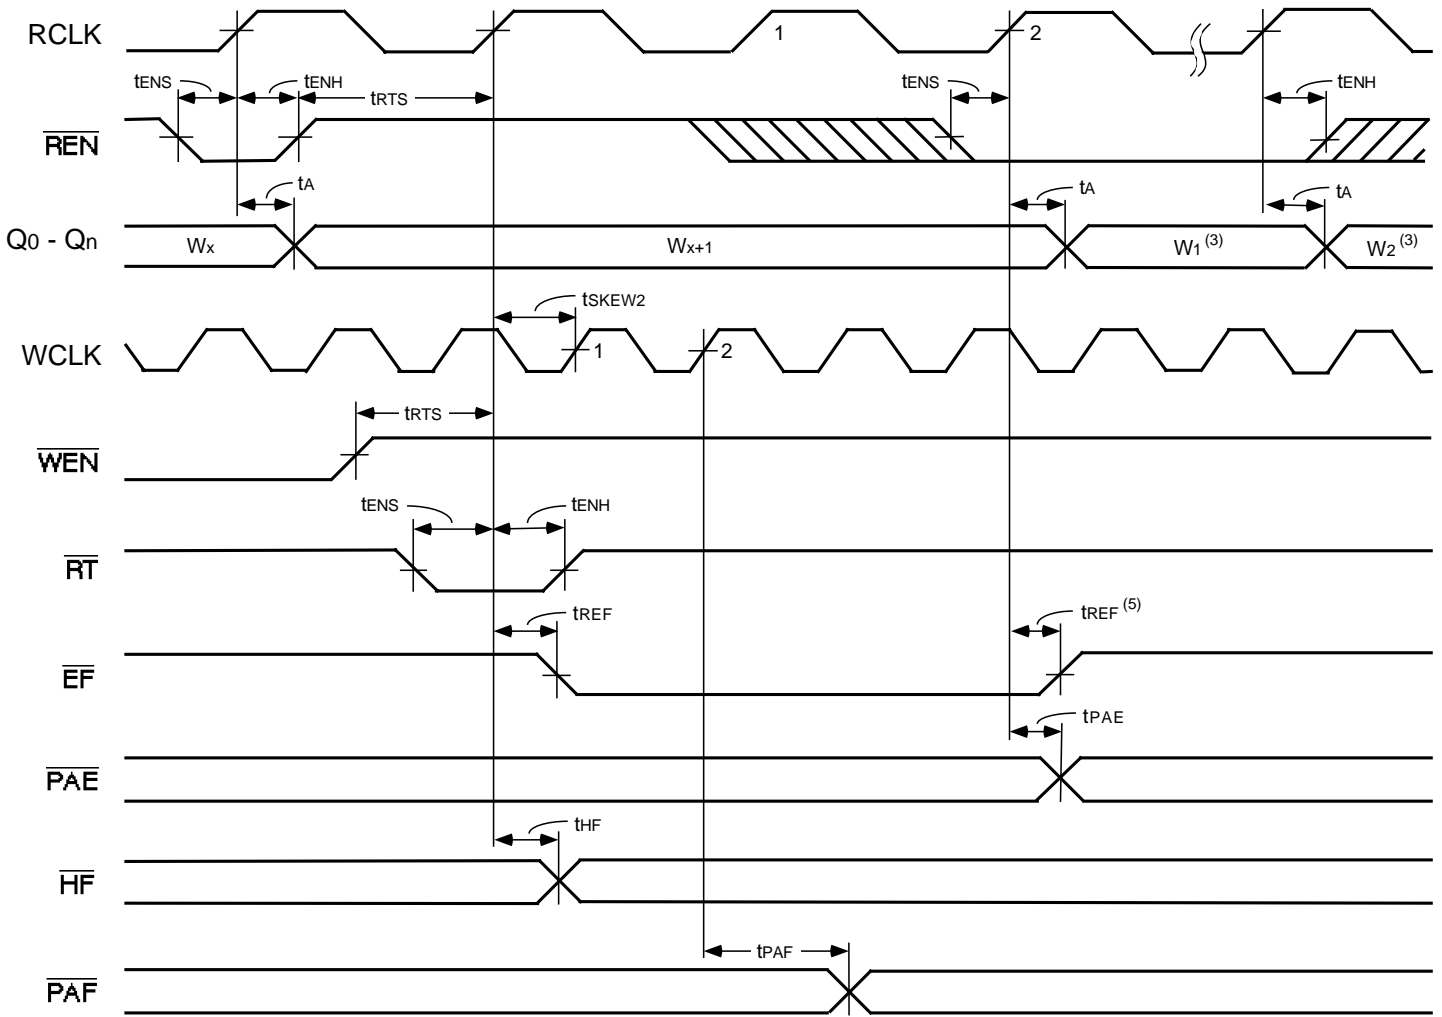 RCLK
1
2
tENS
tENH
tRTS
tENS
tENH
REN
tA
tA
tA
Q0 - Qn
Wx
Wx+1
W1 (3)
W2 (3)
tSKEW2
WCLK
1
2
tRTS
WEN
tENS
tENH
RT
tREF
tREF (5)
EF
tPAE
PAE
tHF
HF
tPAF
PAF